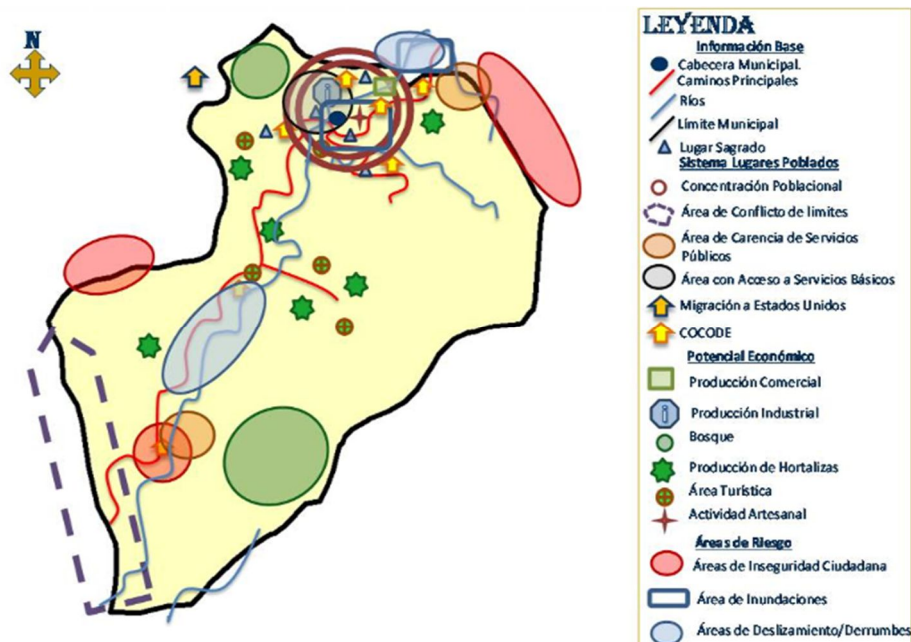 N
LEYENDA
Información Base
Cabecera Municipal.
Caminos Principales
Ríos
Límite Municipal
Lugar Sagrado
Sistema Lugares Poblados
Concentración Poblacional
Área de Conflicto de limites
Área de Carencia de Servicios
Públicos
Área con Acceso a Servicios Básicos
Migración a Estados Unidos
COCODE
Potencial Económico
Producción Comercial
i
Producción Industrial
Bosque
Producción de Hortalizas
Área Turística
Actividad Artesanal
Áreas de Riesgo
Áreas de Inseguridad Ciudadana
Área de Inundaciones
Áreas de Deslizamiento/Derrumbes
i